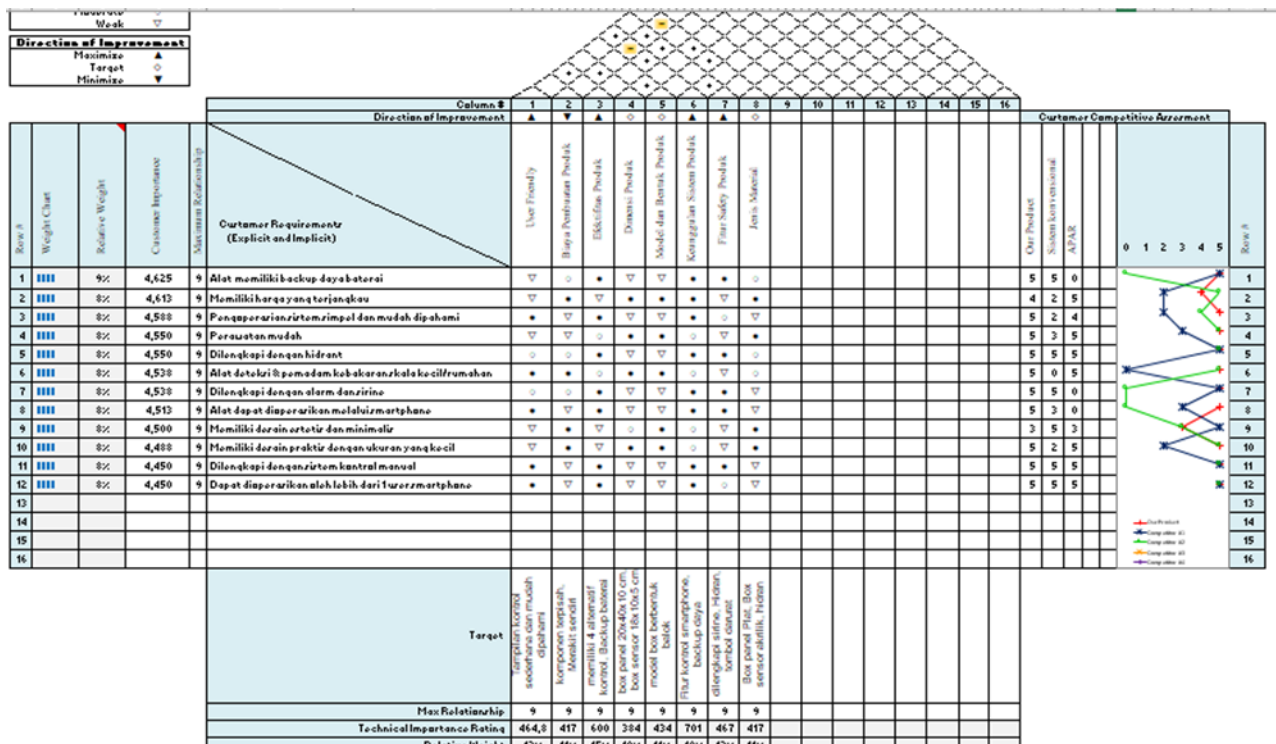 Weak ▽
Direction of Improvement
Maximize ▲
Target ◇
Minimize ▼
Column # 1 2 3 4 5 6 7 8 9 10 11 12 13 14 15 16
Direction of Improvement ▲ ▼ ▲ ◇ ◇ ▲ ▲ ◇
Customer Competitive Assesment
Row #
Weight Chart
Relative Weight
Customer Importance
Maximum Relationship
Customer Requirements
(Explicit and Implicit)
User Friendly
Biaya Pembuatan Produk
Efektifitas Produk
Dimensi Produk
Model dan Bentuk Produk
Keunggulan Sistem Produk
Fitur Safety Produk
Jenis Material
Our Product
Sistem konvensional
APAR
0 1 2 3 4 5
Row #
1 9% 4,625 9 Alat memiliki backup daya baterai ▽ ○ ● ▽ ▽ ● ● ○ 5 5 0 1
2 8% 4,613 9 Memiliki harga yang terjangkau ▽ ● ▽ ● ● ● ▽ ● 4 2 5 2
3 8% 4,588 9 Pengoperasian sistem simpel dan mudah dipahami ● ▽ ● ▽ ▽ ● ○ ▽ 5 2 4 3
4 8% 4,550 9 Perawatan mudah ▽ ▽ ○ ● ● ○ ▽ ● 5 3 5 4
5 8% 4,550 9 Dilengkapi dengan hidrant ○ ○ ● ▽ ▽ ● ● ○ 5 5 5 5
6 8% 4,538 9 Alat deteksi & pemadam kebakaran skala kecil/rumahan ● ● ○ ● ● ○ ▽ ● 5 0 5 6
7 8% 4,538 9 Dilengkapi dengan alarm dan sirine ○ ○ ● ▽ ▽ ● ● ▽ 5 5 0 7
8 8% 4,513 9 Alat dapat dioperasikan melalui smartphone ● ▽ ● ▽ ▽ ● ● ▽ 5 3 0 8
9 8% 4,500 9 Memiliki desain estetis dan minimalis ▽ ● ▽ ○ ● ○ ▽ ● 3 5 3 9
10 8% 4,488 9 Memiliki desain praktis dengan ukuran yang kecil ▽ ● ▽ ● ● ○ ▽ ● 5 2 5 10
11 8% 4,450 9 Dilengkapi dengan sistem kontrol manual ● ▽ ● ▽ ▽ ● ● ▽ 5 5 5 11
12 8% 4,450 9 Dapat dioperasikan oleh lebih dari 1 user smartphone ● ▽ ● ▽ ▽ ● ○ ▽ 5 5 5 12
13 13
14 14
15 15
16 16
Our Product
Competitor #1
Competitor #2
Competitor #3
Competitor #4
Target
Tampilan kontrol
sederhana dan mudah
dipahami
komponen terpisah,
Merakit sendiri
memiliki 4 alternatif
kontrol, Backup baterai
box panel 20x40x10 cm,
box sensor 18x10x5 cm
model box berbentuk
balok
Fitur kontrol smartphone,
backup daya
dilengkapi sirine, Hidran,
tombol darurat
Box panel Plat, Box
sensor akrilik, hidran
Max Relationship 9 9 9 9 9 9 9 9
Technical Importance Rating 464,8 417 600 384 434 701 467 417